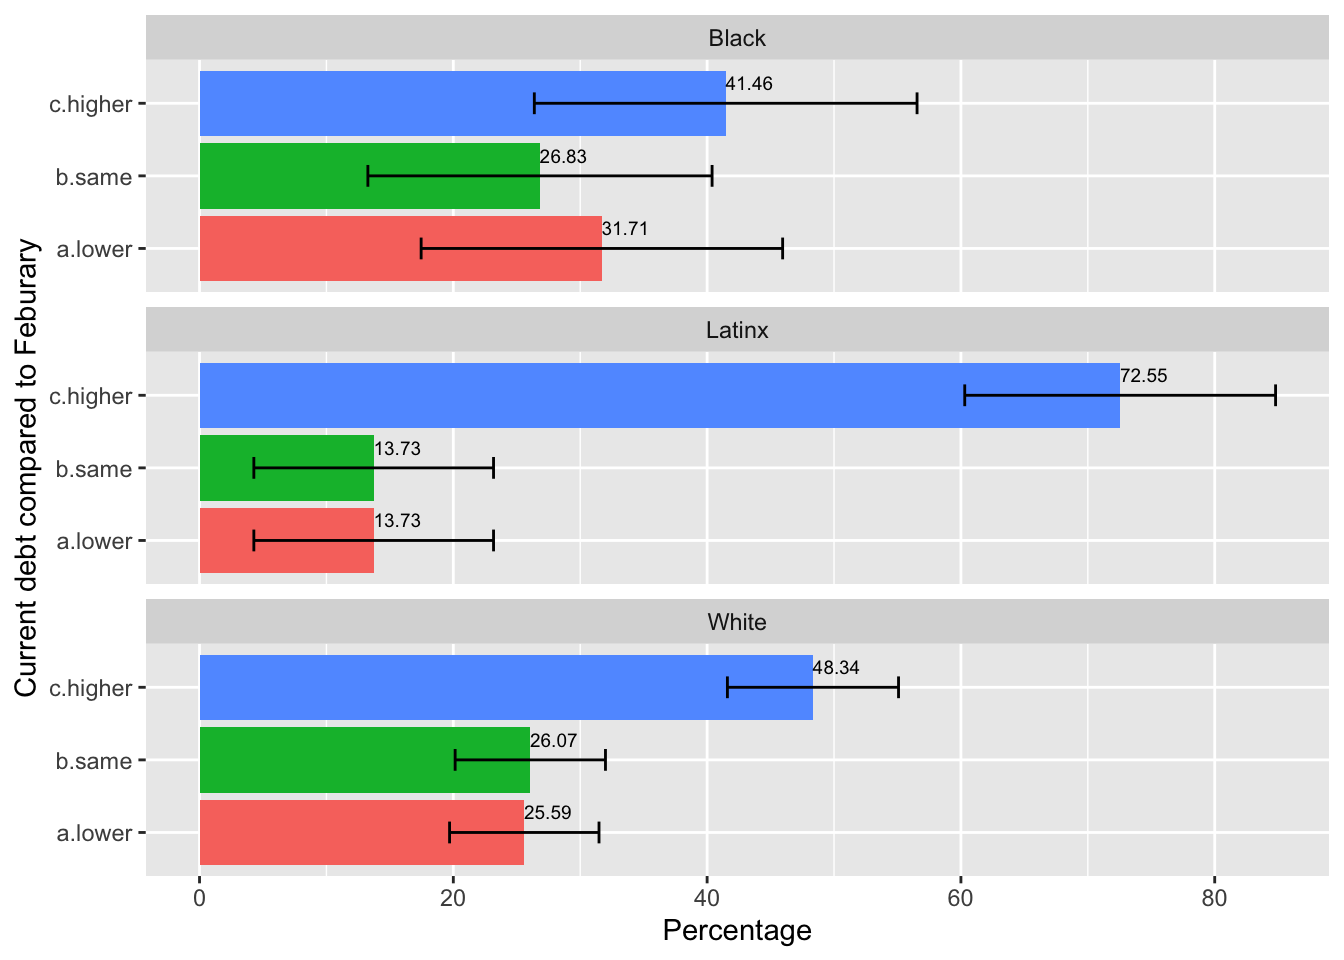 Black
c.higher
41.46
b.same
26.83
a.lower
31.71
Latinx
c.higher
72.55
b.same
13.73
a.lower
13.73
White
c.higher
48.34
b.same
26.07
a.lower
25.59
0 20 40 60 80
Percentage
Current debt compared to Feburary